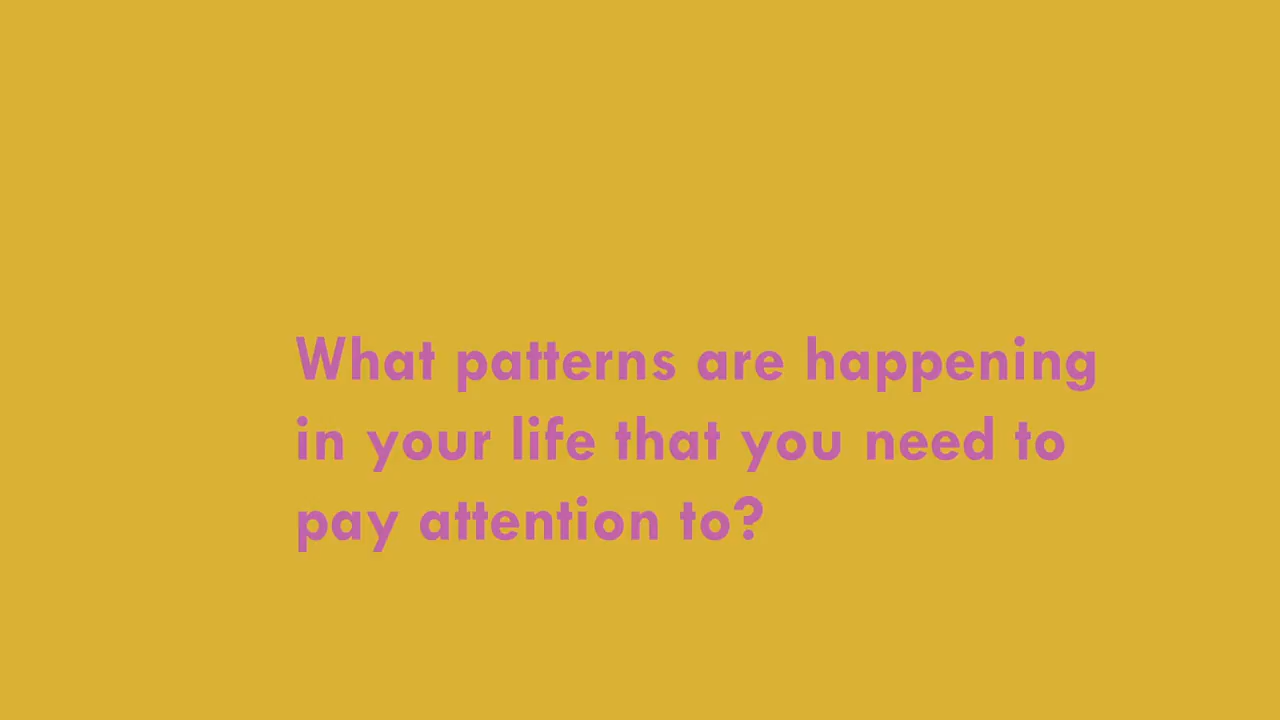 What patterns are happening
in your life that you need to
pay attention to?